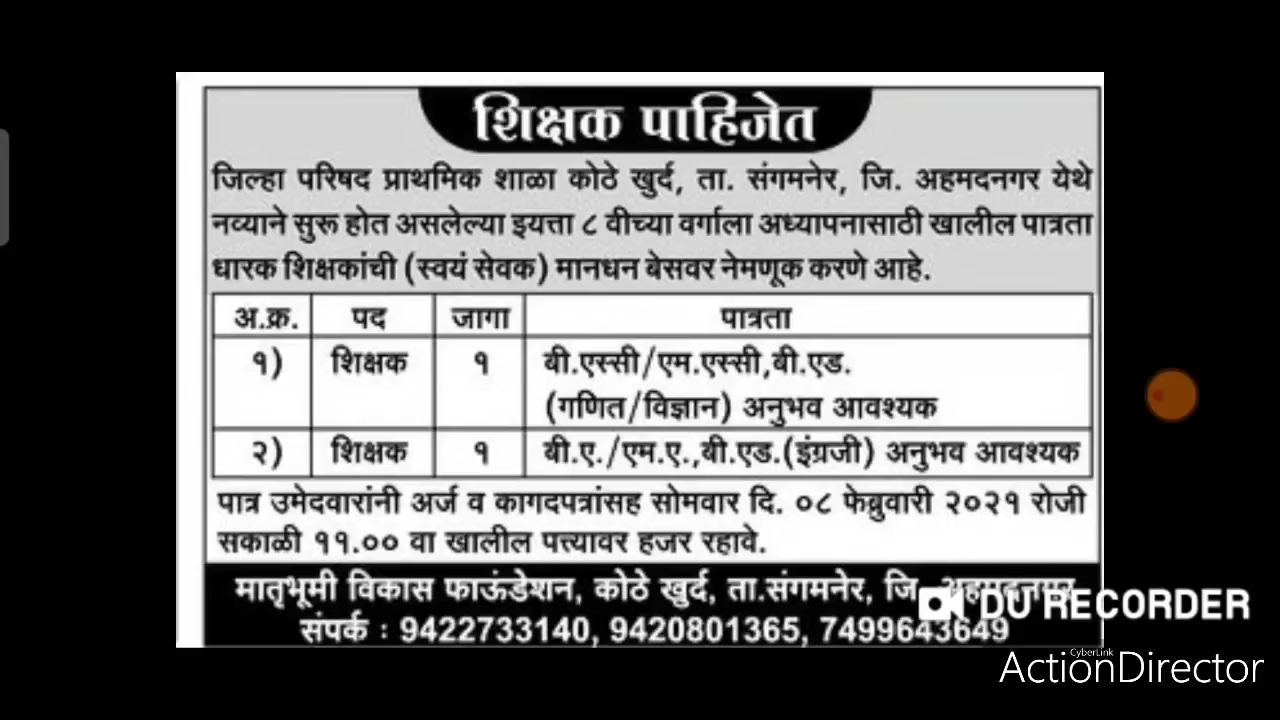 शिक्षक पाहिजेत
जिल्हा परिषद प्राथमिक शाळा कोठे खुर्द, ता. संगमनेर, जि. अहमदनगर येथे
नव्याने सुरू होत असलेल्या इयत्ता ८ वीच्या वर्गाला अध्यापनासाठी खालील पात्रता
धारक शिक्षकांची (स्वयं सेवक) मानधन बेसवर नेमणूक करणे आहे.
अ.क्र. पद जागा पात्रता
१) शिक्षक १ बी.एस्सी/एम.एस्सी,बी.एड.
(गणित/विज्ञान) अनुभव आवश्यक
२) शिक्षक १ बी.ए./एम.ए.,बी.एड.(इंग्रजी) अनुभव आवश्यक
पात्र उमेदवारांनी अर्ज व कागदपत्रांसह सोमवार दि. ०८ फेब्रुवारी २०२१ रोजी
सकाळी ११.०० वा खालील पत्त्यावर हजर रहावे.
मातृभूमी विकास फाऊंडेशन, कोठे खुर्द, ता.संगमनेर, जि. अहमदनगर
DU RECORDER
संपर्क : 9422733140, 9420801365, 7499643649
CyberLink
ActionDirector